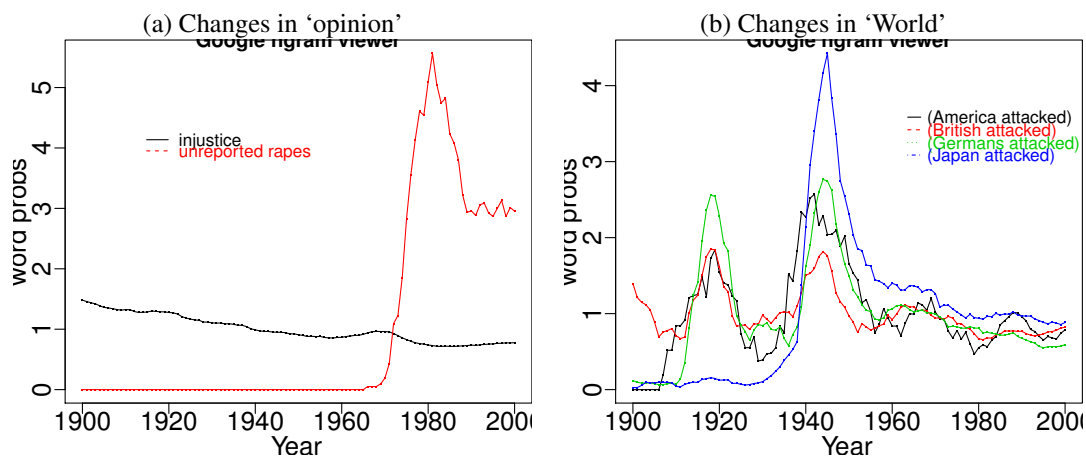 (a) Changes in ‘opinion’
Google ngram viewer
word probs
5
4
3
2
1
0
injustice
unreported rapes
1900 1920 1940 1960 1980 2000
Year
(b) Changes in ‘World’
Google ngram viewer
word probs
4
3
2
1
0
(America attacked)
(British attacked)
(Germans attacked)
(Japan attacked)
1900 1920 1940 1960 1980 2000
Year